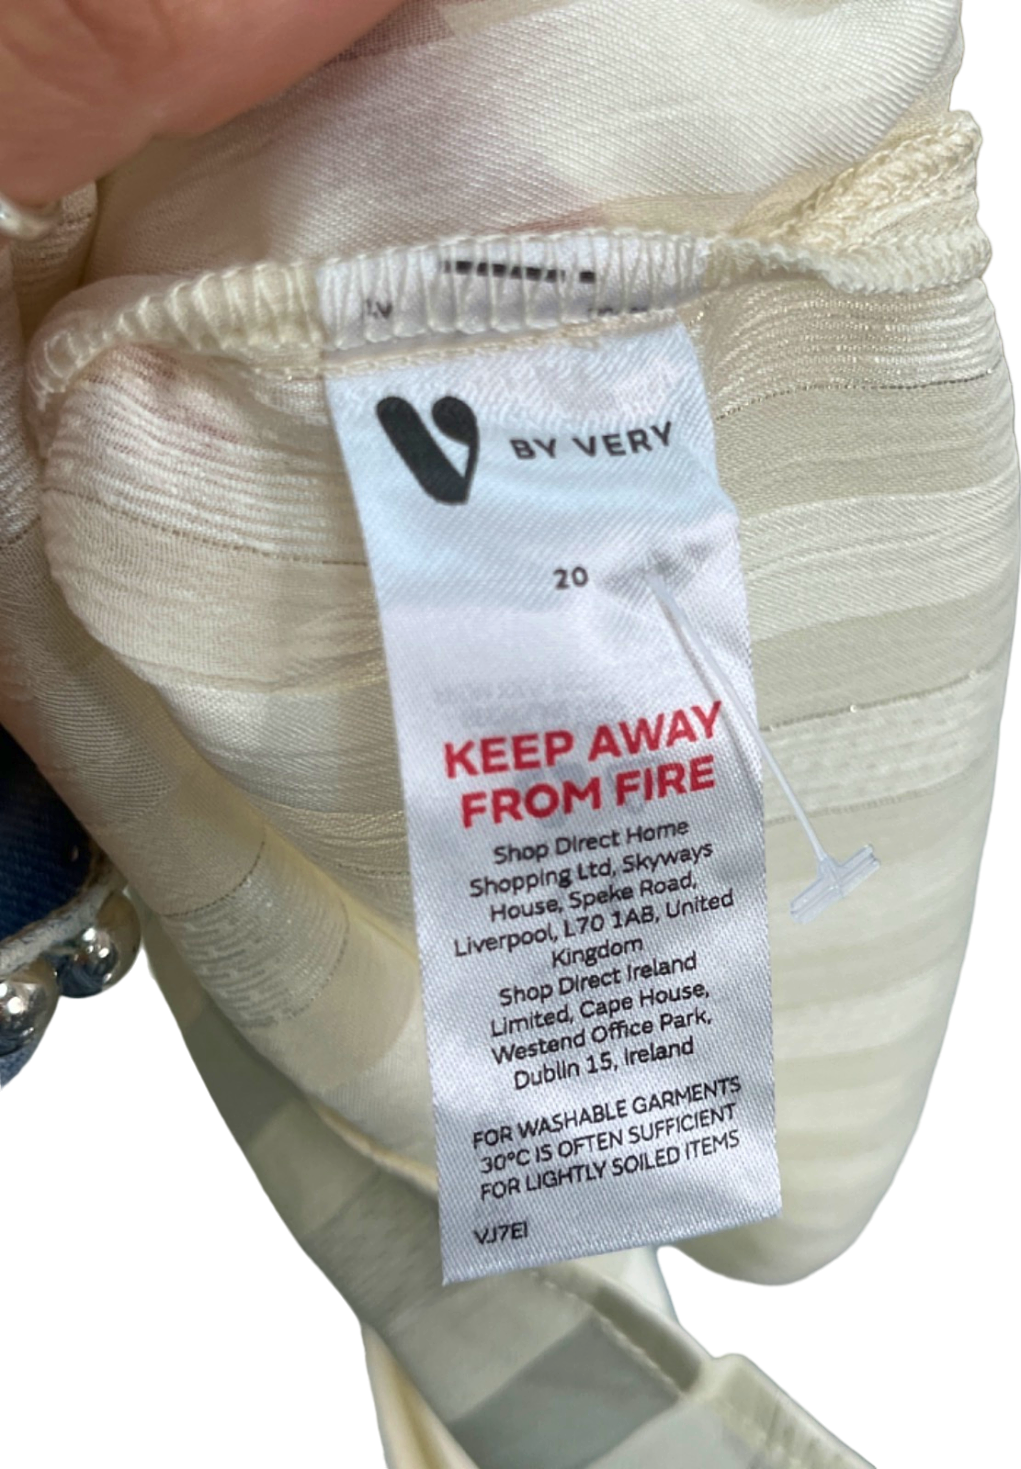 V BY VERY
20
KEEP AWAY
FROM FIRE
Shop Direct Home
Shopping Ltd, Skyways
House, Speke Road,
Liverpool, L70 1AB, United
Kingdom
Shop Direct Ireland
Limited, Cape House,
Westend Office Park,
Dublin 15, Ireland
FOR WASHABLE GARMENTS
30°C IS OFTEN SUFFICIENT
FOR LIGHTLY SOILED ITEMS
VJ7EI